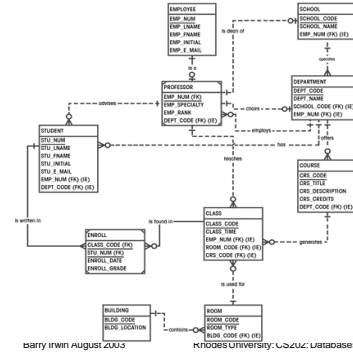 EMPLOYEE
EMP_NUM
EMP_LNAME
EMP_FNAME
EMP_INITIAL
EMP_E_MAIL
SCHOOL
SCHOOL_CODE
SCHOOL_NAME
EMP_NUM (FK) (IE)
is decn of
is a
operates
PROFESSOR
EMP_NUM (FK)
EMP_SPECIALTY
EMP_RANK
DEPT_CODE (FK) (IE)
DEPARTMENT
DEPT_CODE
DEPT_NAME
SCHOOL_CODE (FK) (IE)
EMP_NUM (FK) (IE)
advises
chairs
employs
offers
has
STUDENT
STU_NUM
STU_LNAME
STU_FNAME
STU_INITIAL
STU_E_MAIL
EMP_NUM (FK) (IE)
DEPT_CODE (FK) (IE)
teaches
COURSE
CRS_CODE
CRS_TITLE
CRS_DESCRIPTION
CRS_CREDITS
DEPT_CODE (FK) (IE)
is written in
is found in
CLASS
CLASS_CODE
CLASS_TIME
EMP_NUM (FK) (IE)
ROOM_CODE (FK) (IE)
CRS_CODE (FK) (IE)
generates
ENROLL
CLASS_CODE (FK)
STU_NUM (FK)
ENROLL_DATE
ENROLL_GRADE
is used for
BUILDING
BLDG_CODE
BLDG_LOCATION
contains
ROOM
ROOM_CODE
ROOM_TYPE
BLDG_CODE (FK) (IE)
Barry Irwin August 2003
Rhodes University: CS202: Database